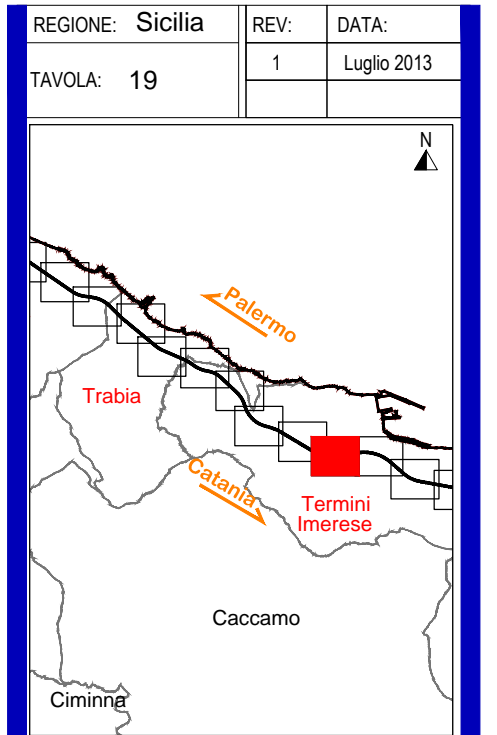 REGIONE: Sicilia
REV: DATA:
1 Luglio 2013
TAVOLA: 19
N
Palermo
Trabia
Catania
Termini
Imerese
Caccamo
Ciminna